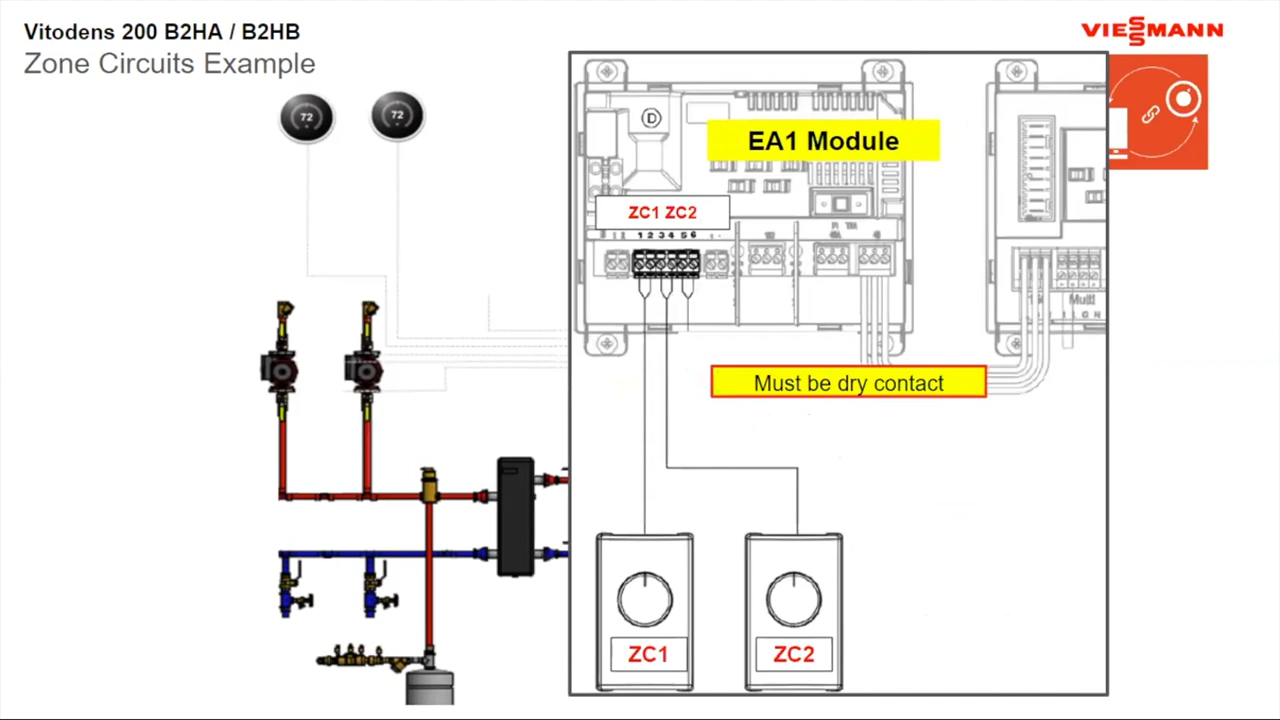 Vitodens 200 B2HA / B2HB
Zone Circuits Example
VIESSMANN
72
72
D
EA1 Module
ZC1 ZC2
1 2 3 4 5 6
Multi
Must be dry contact
ZC1
ZC2